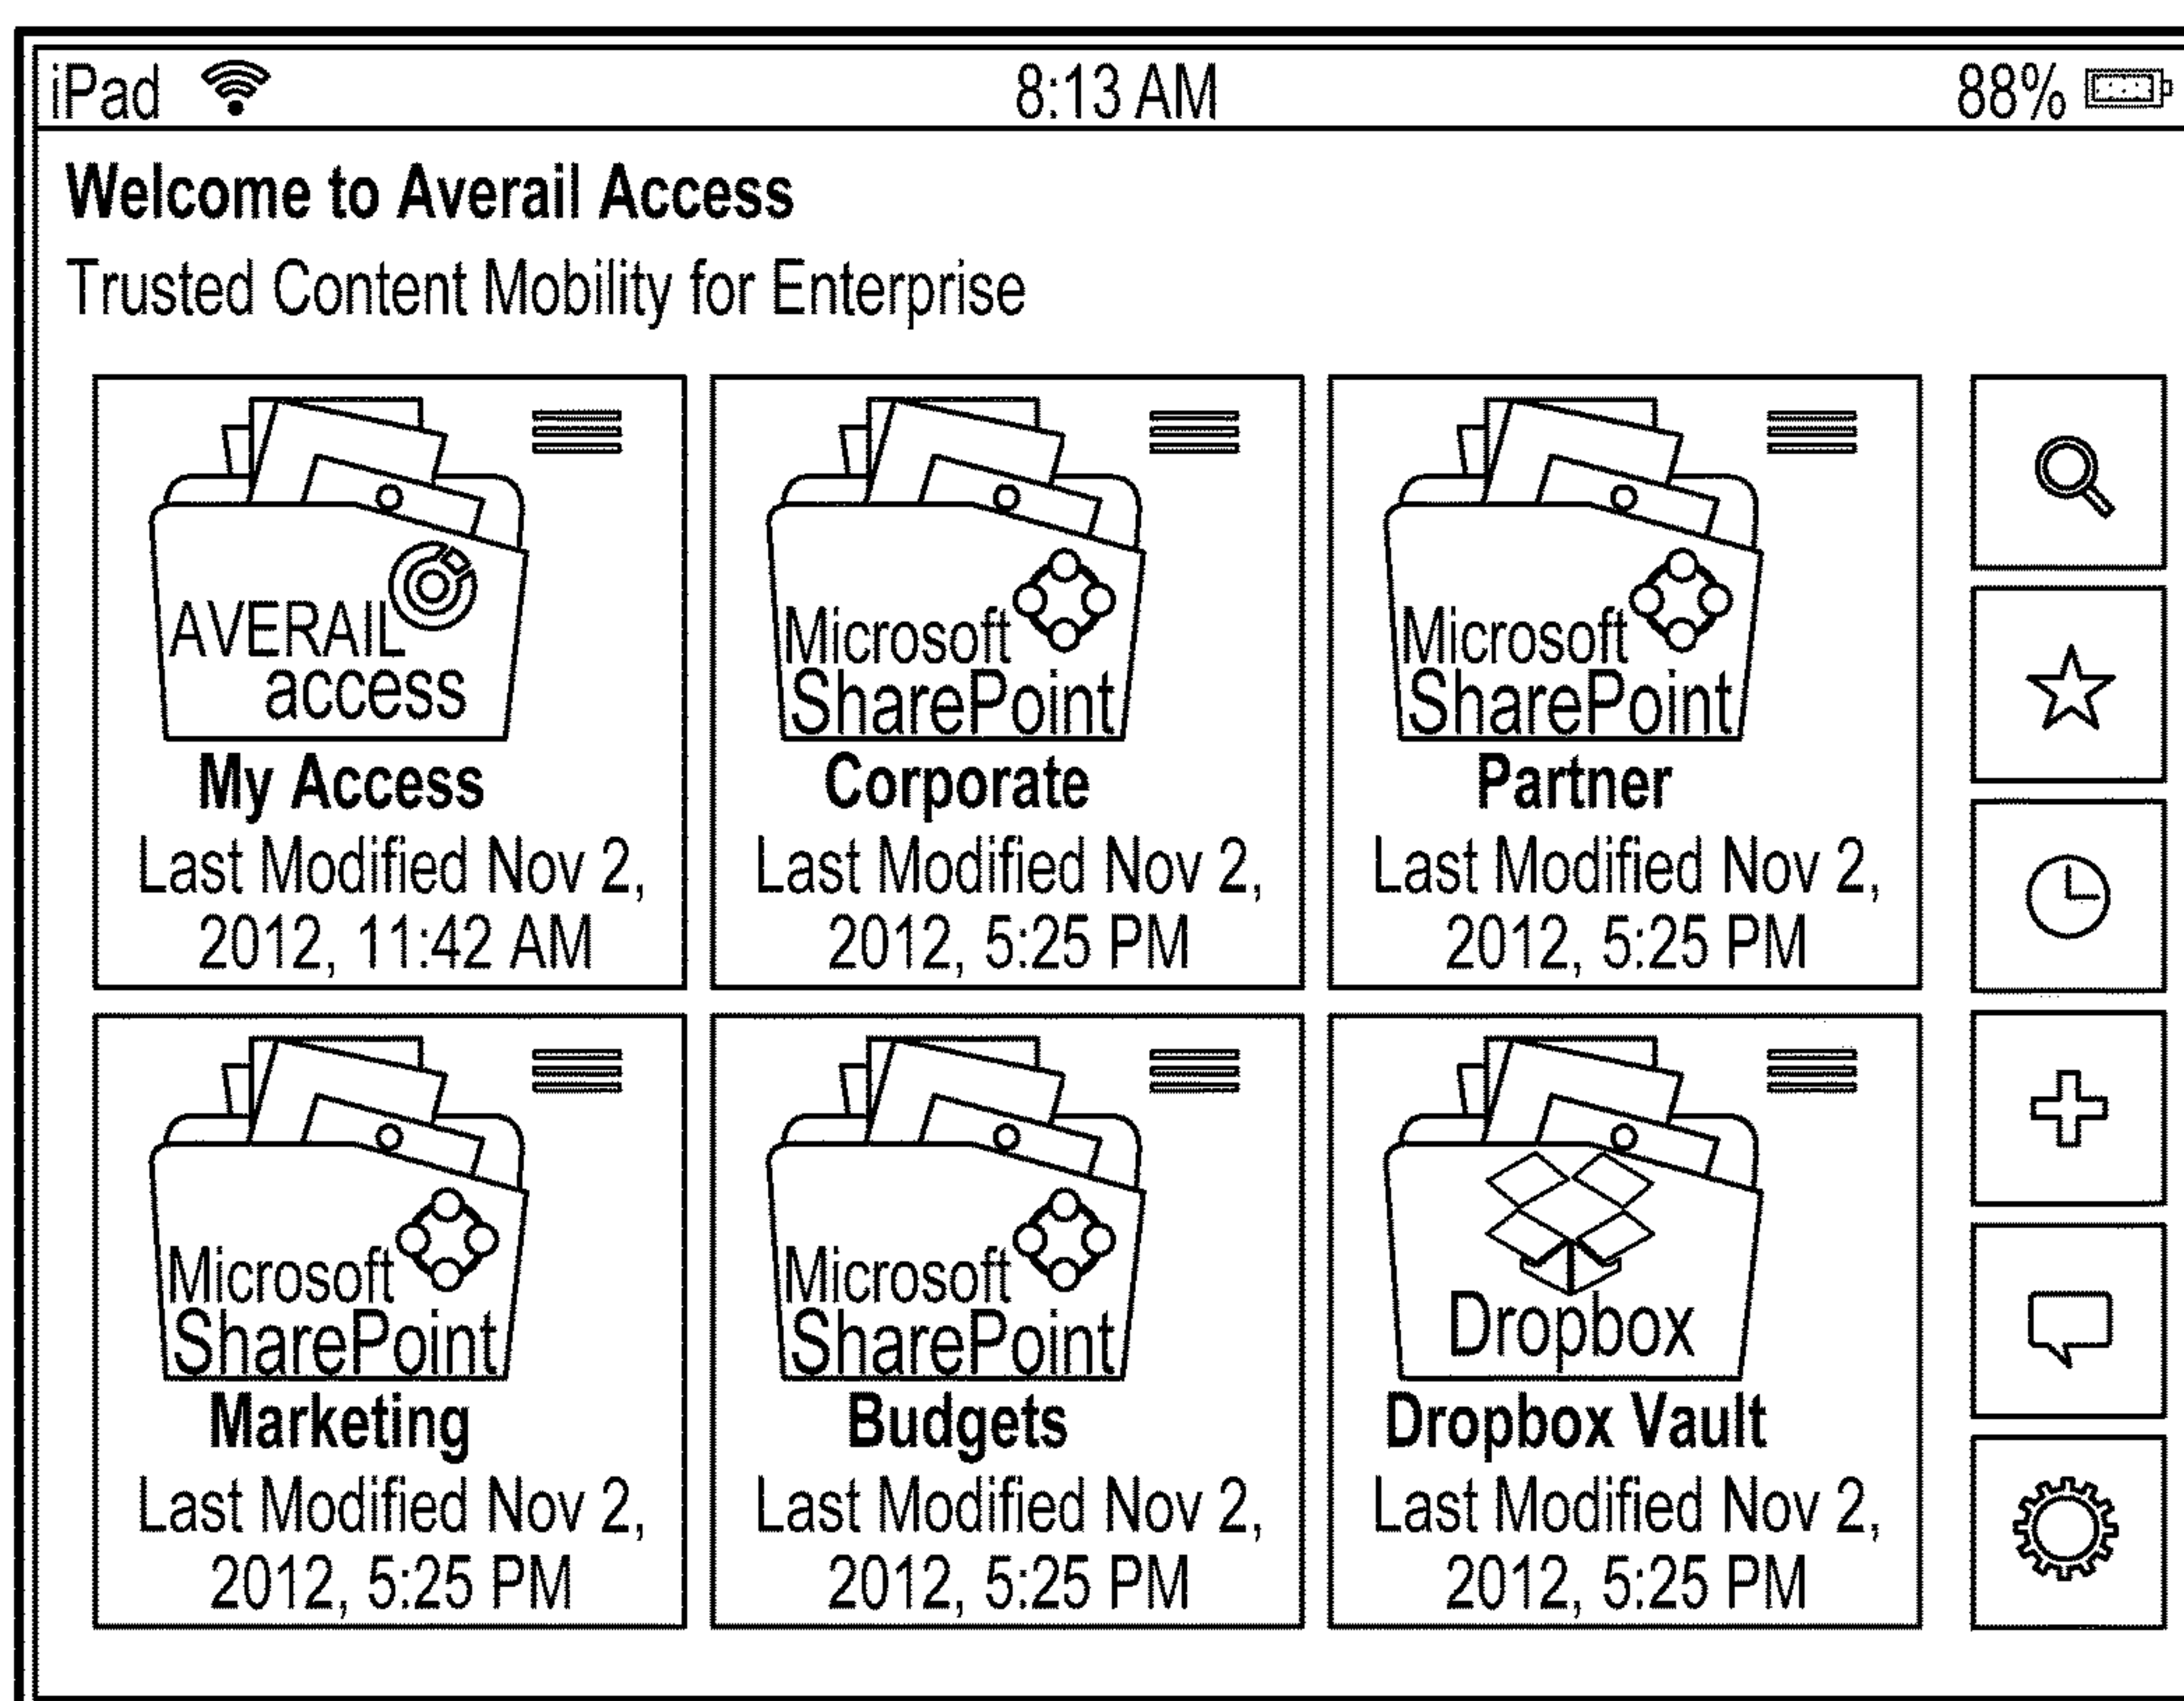 iPad 8:13 AM 88%
Welcome to Averail Access
Trusted Content Mobility for Enterprise
AVERAIL
access
My Access
Last Modified Nov 2,
2012, 11:42 AM
Microsoft
SharePoint
Corporate
Last Modified Nov 2,
2012, 5:25 PM
Microsoft
SharePoint
Partner
Last Modified Nov 2,
2012, 5:25 PM
Microsoft
SharePoint
Marketing
Last Modified Nov 2,
2012, 5:25 PM
Microsoft
SharePoint
Budgets
Last Modified Nov 2,
2012, 5:25 PM
Dropbox
Dropbox Vault
Last Modified Nov 2,
2012, 5:25 PM